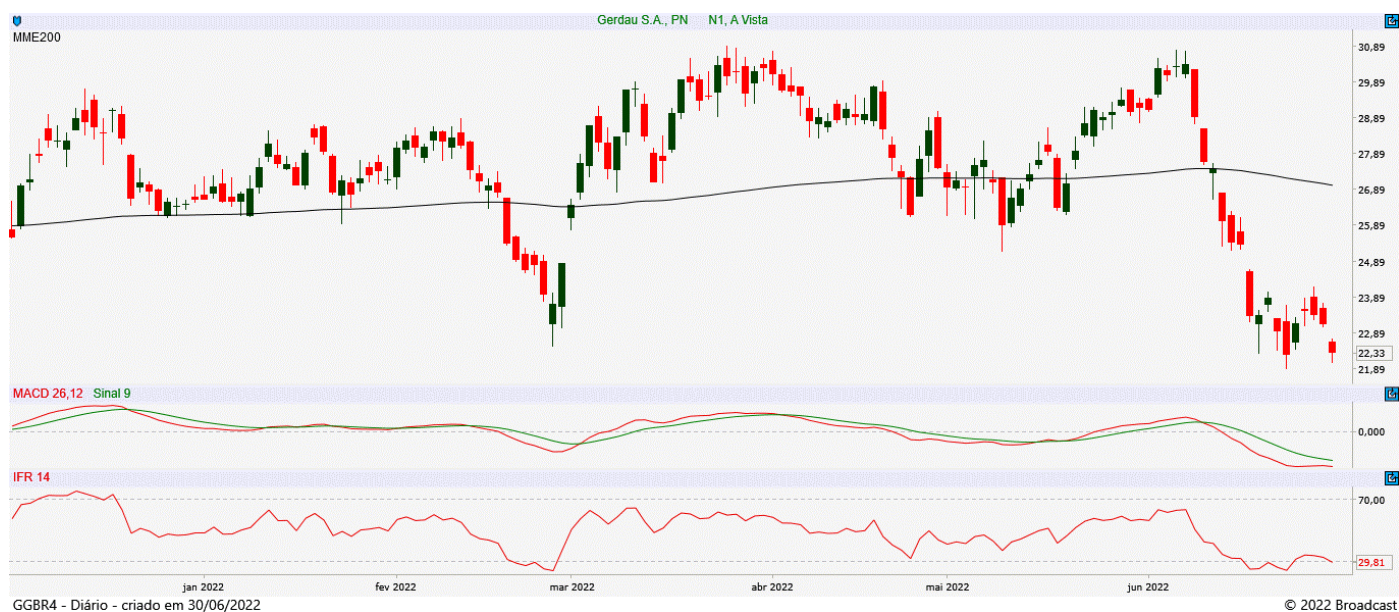 Gerdau S.A., PN N1, A Vista
MME200
30,89
29,89
28,89
27,89
26,89
25,89
24,89
23,89
22,89
22,33
21,89
MACD 26,12 Sinal 9
0,000
IFR 14
70,00
29,81
jan 2022 fev 2022 mar 2022 abr 2022 mai 2022 jun 2022
GGBR4 - Diário - criado em 30/06/2022 © 2022 Broadcast